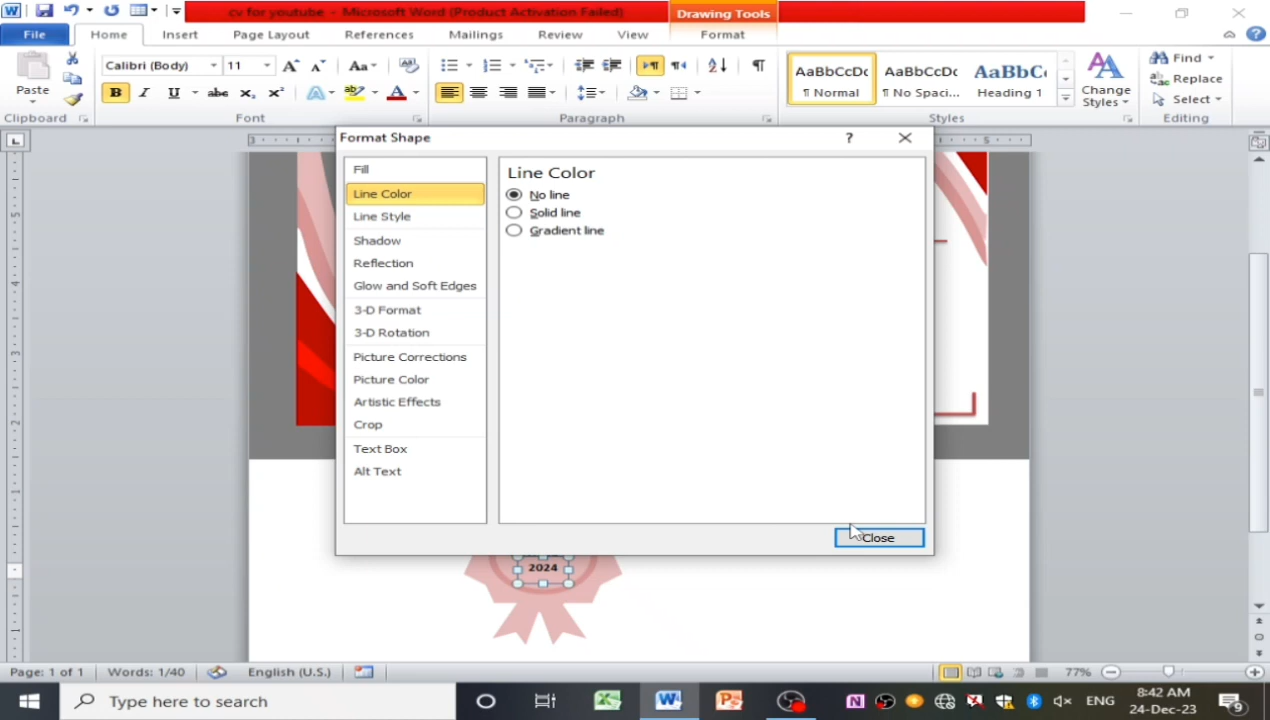 cv for youtube - Microsoft Word (Product Activation Failed)
Drawing Tools
File Home Insert Page Layout References Mailings Review View Format
Calibri (Body) 11
Paste
AaBbCcDc AaBbCcDc AaBbC
¶ Normal ¶ No Spaci... Heading 1
Change
Styles
Find
Replace
Select
Clipboard Font Paragraph Styles Editing
Format Shape
Fill
Line Color
Line Style
Shadow
Reflection
Glow and Soft Edges
3-D Format
3-D Rotation
Picture Corrections
Picture Color
Artistic Effects
Crop
Text Box
Alt Text
Line Color
No line
Solid line
Gradient line
Close
2024
Page: 1 of 1 Words: 1/40 English (U.S.) 77%
Type here to search
ENG
8:42 AM
24-Dec-23
9